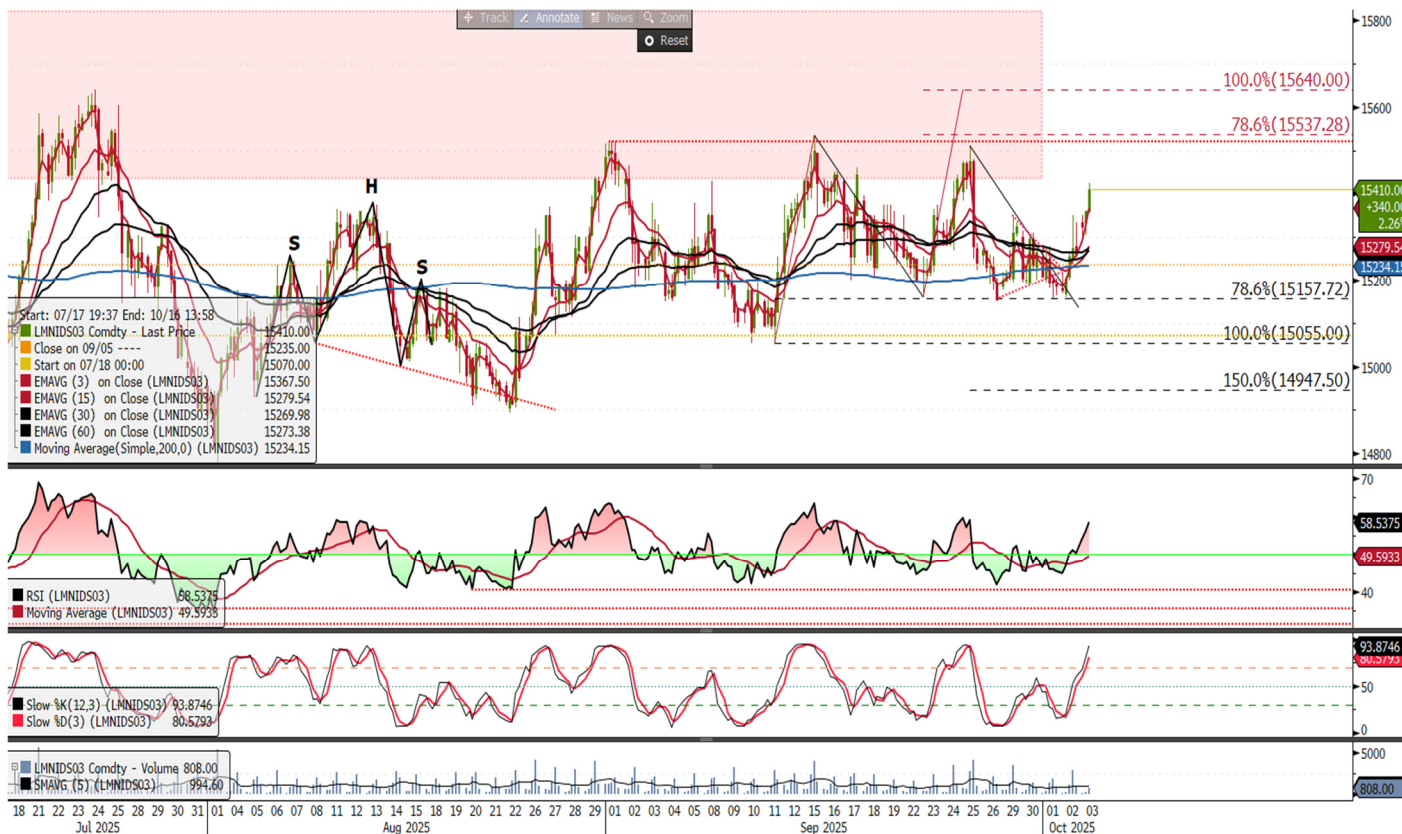 Track Annotate News Zoom
Reset
15800
100.0%(15640.00)
15600
78.6%(15537.28)
H
S
S
15410.00
+340.00
2.26%
15279.54
15234.15
15200
78.6%(15157.72)
100.0%(15055.00)
15000
150.0%(14947.50)
14800
Start: 07/17 19:37 End: 10/16 13:58
LMNIDS03 Comdty - Last Price 15410.00
Close on 09/05 ---- 15235.00
Start on 07/18 00:00 15070.00
EMAVG (3) on Close (LMNIDS03) 15367.50
EMAVG (15) on Close (LMNIDS03) 15279.54
EMAVG (30) on Close (LMNIDS03) 15269.98
EMAVG (60) on Close (LMNIDS03) 15273.38
Moving Average(Simple,200,0) (LMNIDS03) 15234.15
70
58.5375
49.5933
40
RSI (LMNIDS03) 58.5375
Moving Average (LMNIDS03) 49.5933
93.8746
80.5793
50
0
Slow %K(12,3) (LMNIDS03) 93.8746
Slow %D(3) (LMNIDS03) 80.5793
5000
808.00
LMNIDS03 Comdty - Volume 808.00
SMAVG (5) (LMNIDS03) 994.60
18 21 22 23 24 25 28 29 30 31 01 04 05 06 07 08 11 12 13 14 15 18 19 20 21 22 26 27 28 29 01 02 03 04 05 08 09 10 11 12 15 16 17 18 19 22 23 24 25 26 29 30 01 02 03
Jul 2025 Aug 2025 Sep 2025 Oct 2025